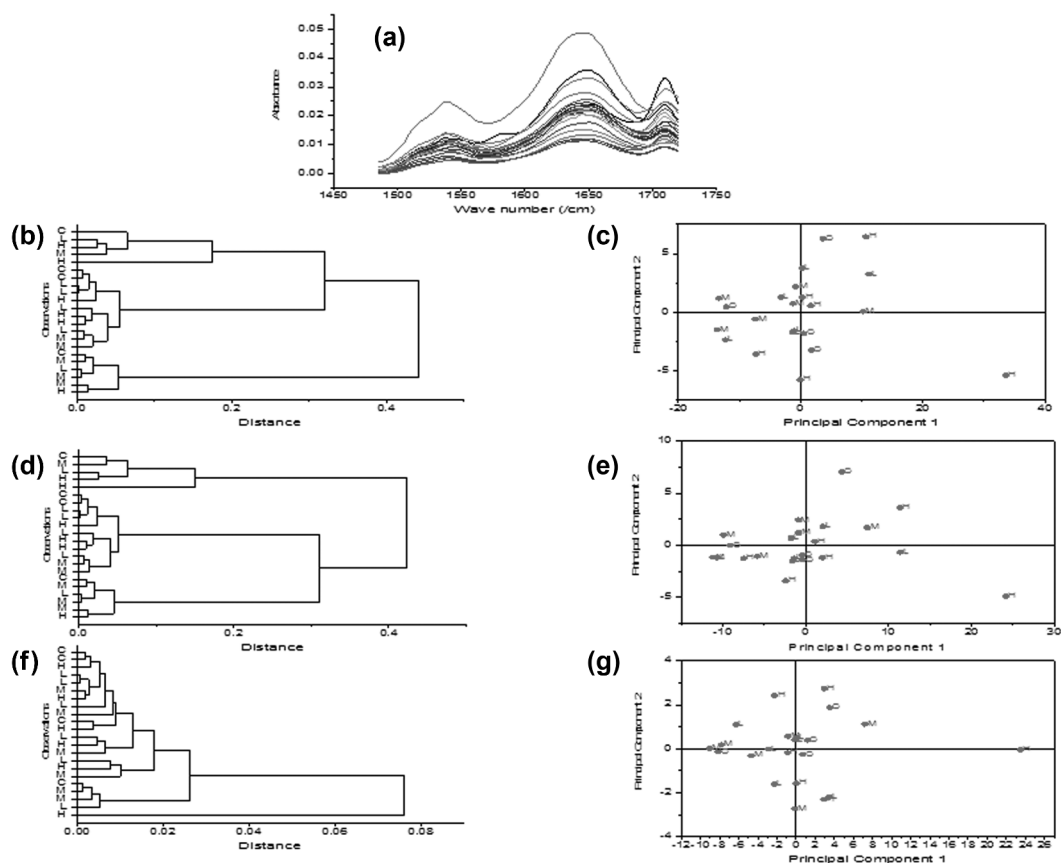 (a)
Absorbance
0.05
0.04
0.03
0.02
0.01
0.00
1450 1500 1550 1600 1650 1700 1750
Wave number (/cm)
(b)
Observations
C
L
H
M
H
C
C
L
L
H
L
H
H
L
M
M
C
M
L
M
M
H
0.0 0.2 0.4
Distance
(c)
Principal Component 2
5
0
-5
-20 0 20 40
Principal Component 1
(d)
Observations
C
M
L
H
H
C
C
L
L
H
L
H
H
L
M
M
C
M
L
M
M
H
0.0 0.2 0.4
Distance
(e)
Principal Component 2
10
5
0
-5
-10 0 10 20 30
Principal Component 1
(f)
Observations
C
C
H
L
L
M
H
L
M
C
H
L
H
M
L
H
M
C
M
M
L
H
0.00 0.02 0.04 0.06 0.08
Distance
(g)
Principal Component 2
4
2
0
-2
-4
-12 -10 -8 -6 -4 -2 0 2 4 6 8 10 12 14 16 18 20 22 24 26
Principal Component 1